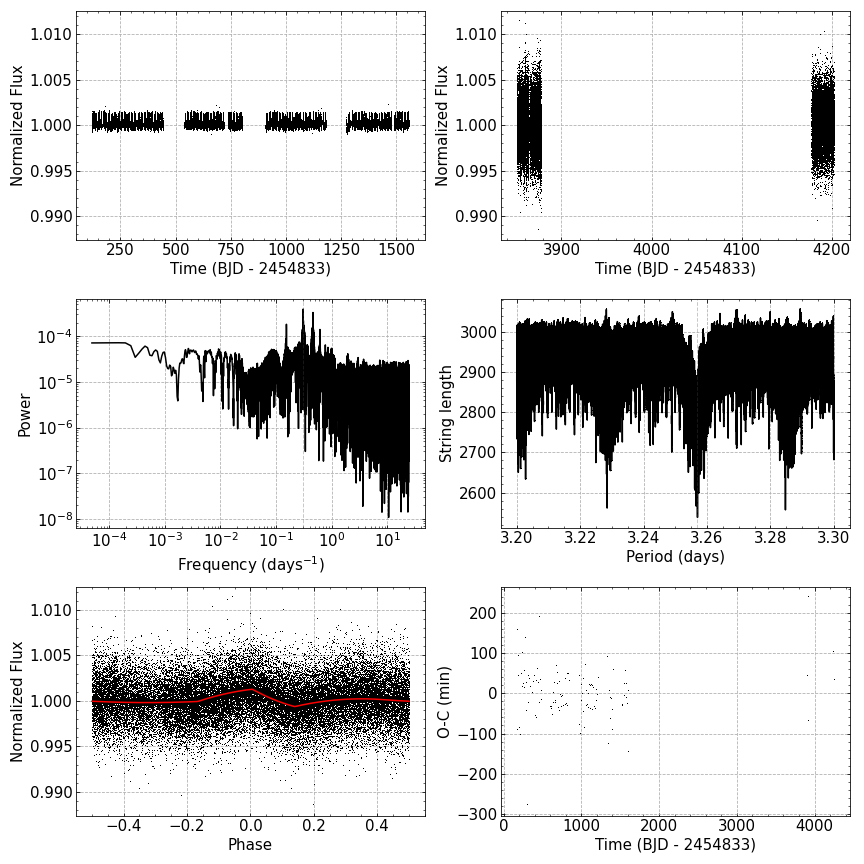 1.010
1.005
1.000
0.995
0.990
Normalized Flux
250 500 750 1000 1250 1500
Time (BJD - 2454833)
1.010
1.005
1.000
0.995
0.990
Normalized Flux
3900 4000 4100 4200
Time (BJD - 2454833)
10⁻⁴
10⁻⁵
10⁻⁶
10⁻⁷
10⁻⁸
Power
10⁻⁴ 10⁻³ 10⁻² 10⁻¹ 10⁰ 10¹
Frequency (days⁻¹)
3000
2900
2800
2700
2600
String length
3.20 3.22 3.24 3.26 3.28 3.30
Period (days)
1.010
1.005
1.000
0.995
0.990
Normalized Flux
−0.4 −0.2 0.0 0.2 0.4
Phase
200
100
0
−100
−200
−300
O-C (min)
0 1000 2000 3000 4000
Time (BJD - 2454833)